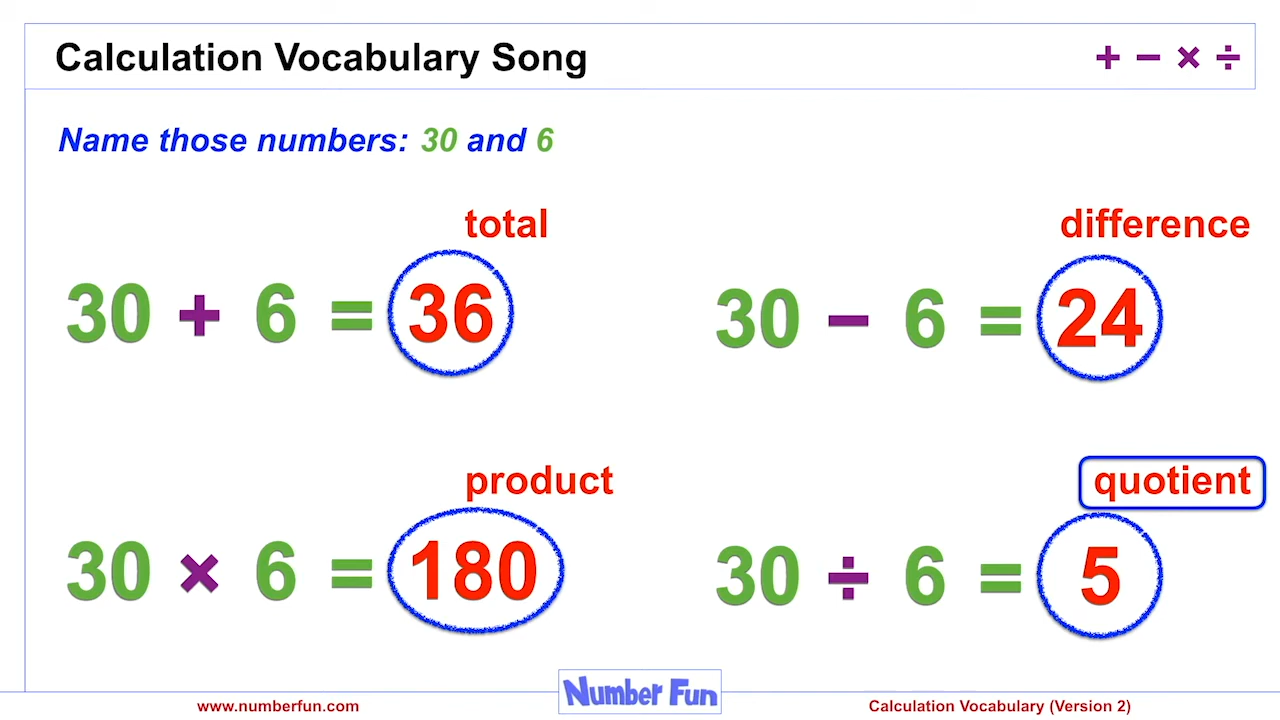 Calculation Vocabulary Song + − × ÷
Name those numbers: 30 and 6
total
30 + 6 = 36
difference
30 − 6 = 24
product
30 × 6 = 180
quotient
30 ÷ 6 = 5
www.numberfun.com
Number Fun
Calculation Vocabulary (Version 2)